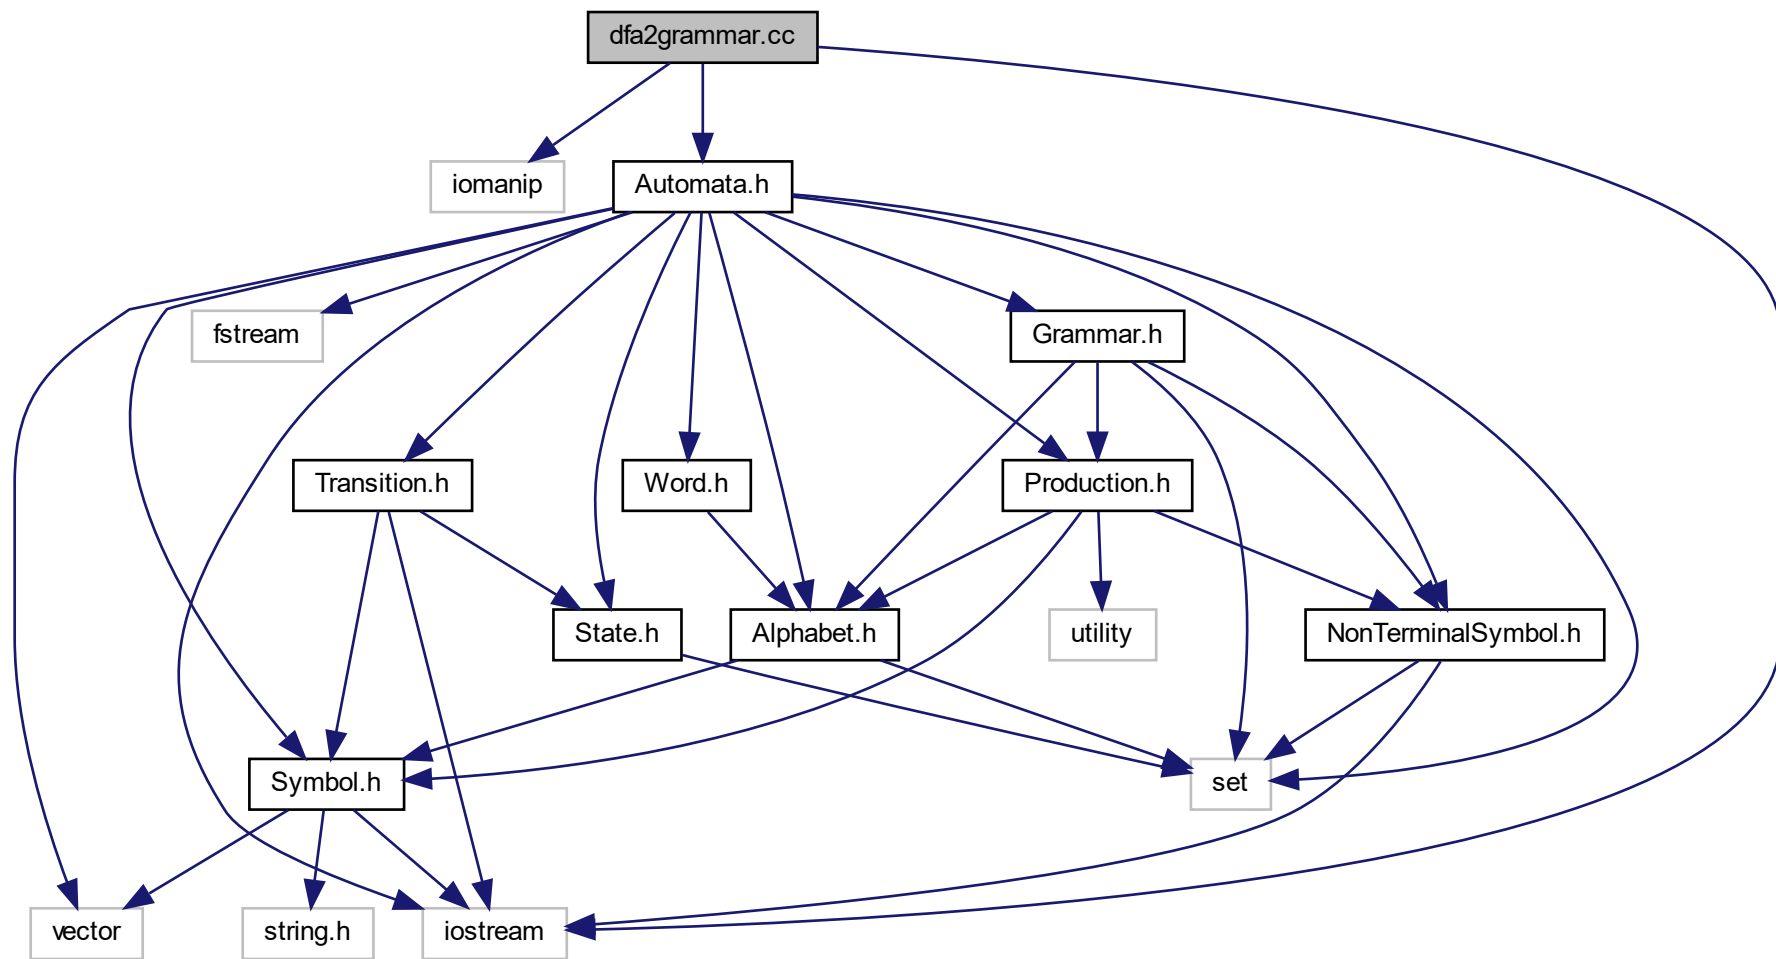 dfa2grammar.cc
iomanip
Automata.h
fstream
Grammar.h
Transition.h
Word.h
Production.h
State.h
Alphabet.h
utility
NonTerminalSymbol.h
Symbol.h
set
vector
string.h
iostream